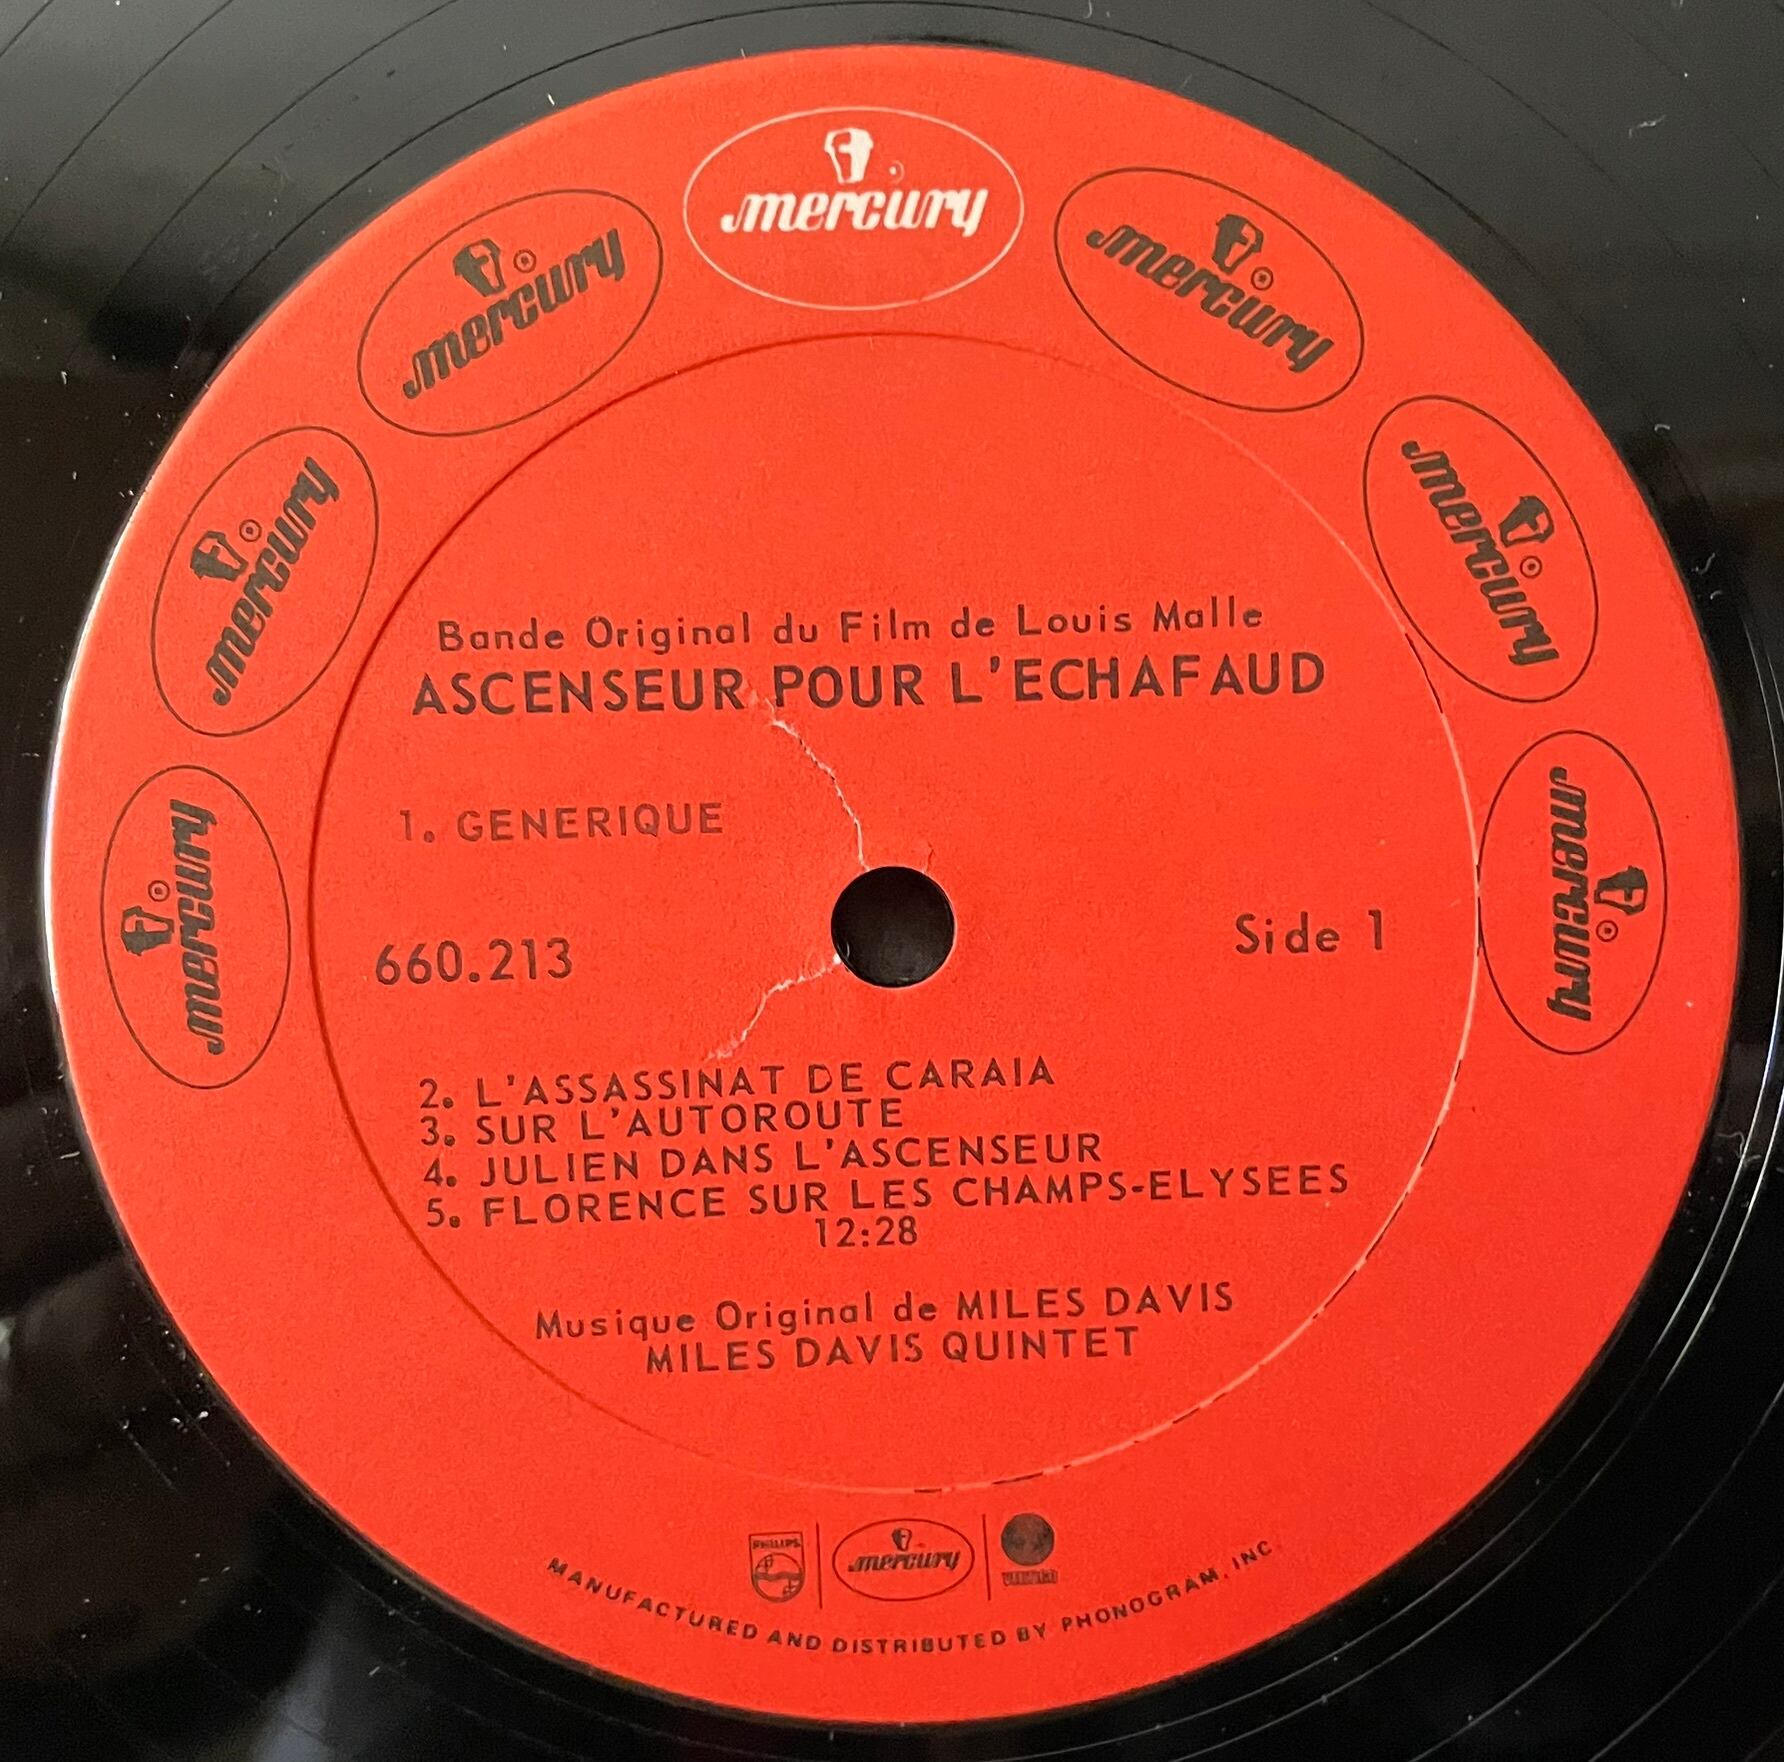 mercury
mercury
mercury
mercury
mercury
mercury
mercury
Bande Original du Film de Louis Malle
ASCENSEUR POUR L'ECHAFAUD
1. GENERIQUE
660.213
Side 1
2. L'ASSASSINAT DE CARAIA
3. SUR L'AUTOROUTE
4. JULIEN DANS L'ASCENSEUR
5. FLORENCE SUR LES CHAMPS-ELYSEES
12:28
Musique Original de MILES DAVIS
MILES DAVIS QUINTET
PHILIPS
mercury
VERTIGO
MANUFACTURED AND DISTRIBUTED BY PHONOGRAM, INC.